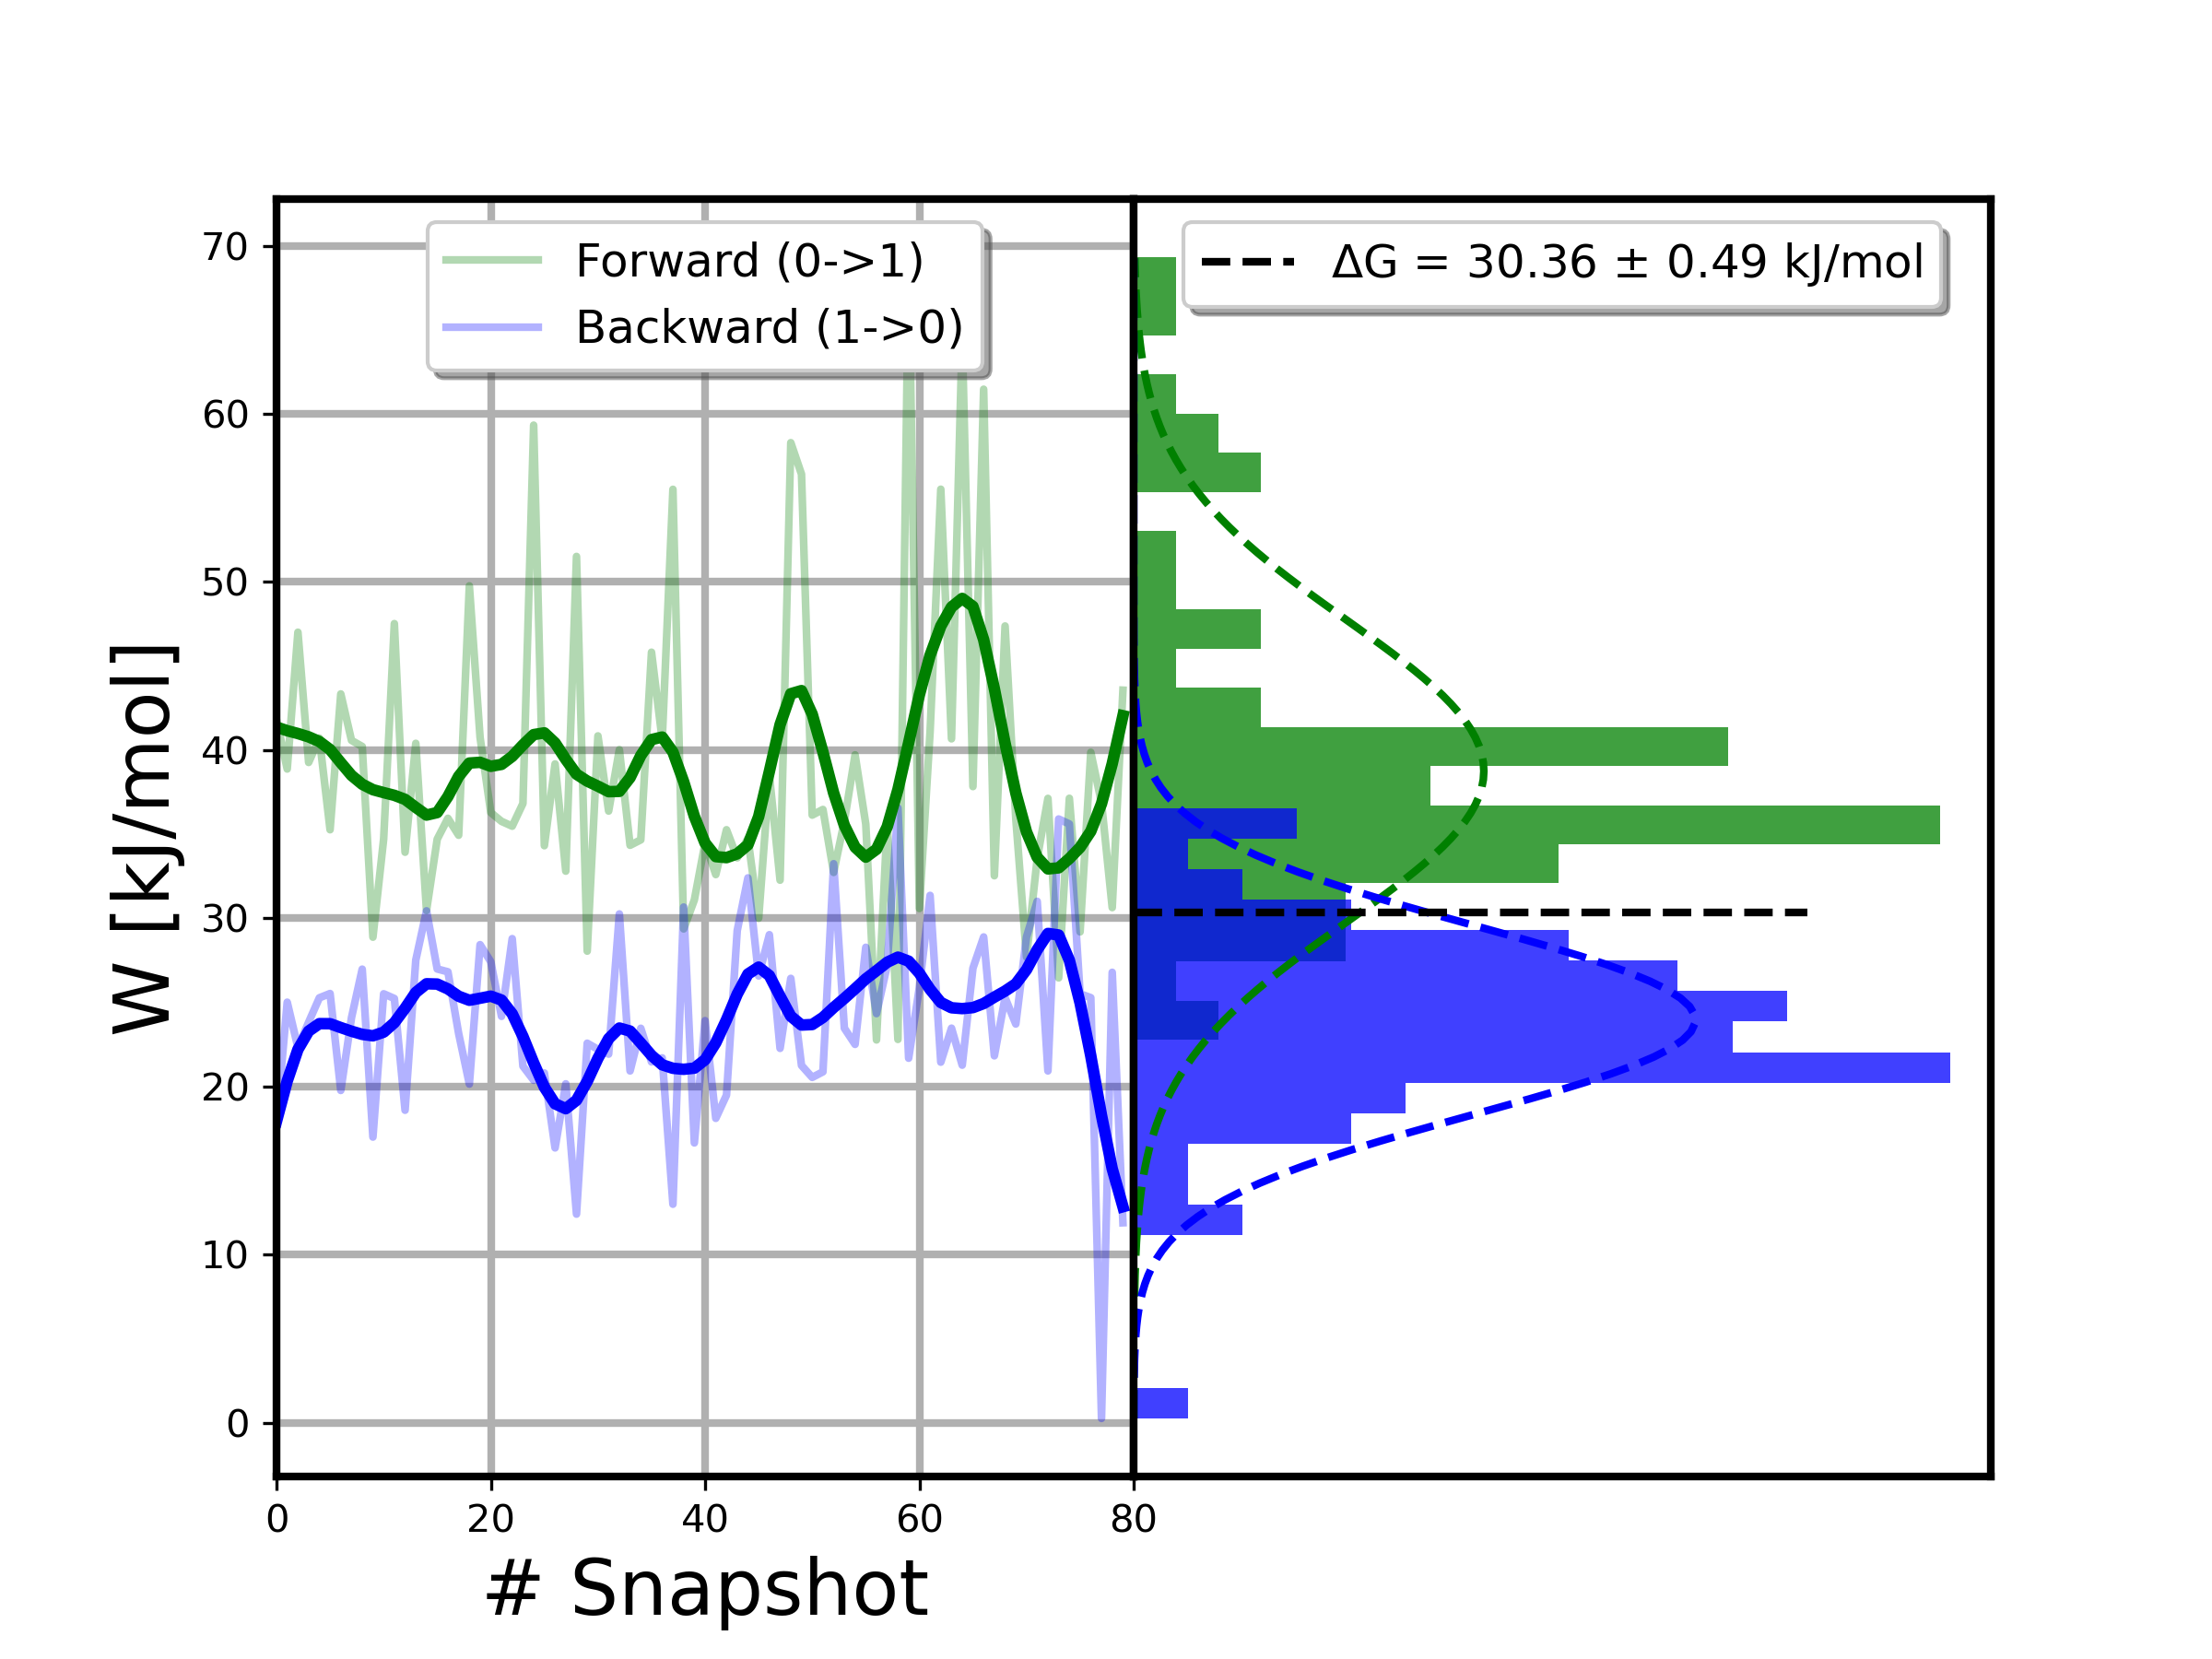 Forward (0->1)
Backward (1->0)
ΔG = 30.36 ± 0.49 kJ/mol
W [kJ/mol]
70
60
50
40
30
20
10
0
0 20 40 60 80
# Snapshot